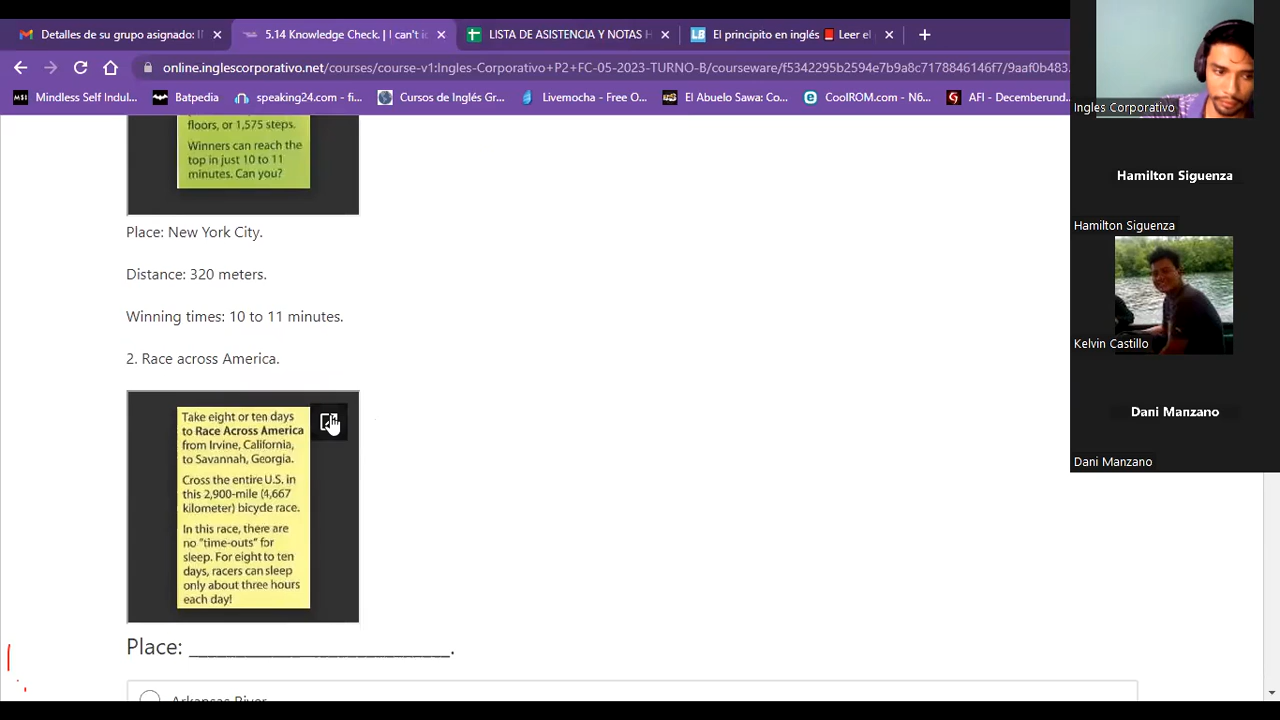 Detalles de su grupo asignado: I
5.14 Knowledge Check. | I can't i
LISTA DE ASISTENCIA Y NOTAS H
El principito en inglés 📕 Leer el
online.inglescorporativo.net/courses/course-v1:Ingles-Corporativo+P2+FC-05-2023-TURNO-B/courseware/f5342295b2594e7b9a8c7178846146f7/9aaf0b483.
Mindless Self Indul...
Batpedia
speaking24.com - fi...
Cursos de Inglés Gr...
Livemocha - Free O...
El Abuelo Sawa: Co...
CoolROM.com - N6...
AFI - Decemberund...
floors, or 1,575 steps.
Winners can reach the
top in just 10 to 11
minutes. Can you?
Place: New York City.
Distance: 320 meters.
Winning times: 10 to 11 minutes.
2. Race across America.
Take eight or ten days
to Race Across America
from Irvine, California,
to Savannah, Georgia.
Cross the entire U.S. in
this 2,900-mile (4,667
kilometer) bicycle race.
In this race, there are
no "time-outs" for
sleep. For eight to ten
days, racers can sleep
only about three hours
each day!
Place: ___________________________.
Arkansas River
Ingles Corporativo
Hamilton Siguenza
Hamilton Siguenza
Kelvin Castillo
Dani Manzano
Dani Manzano